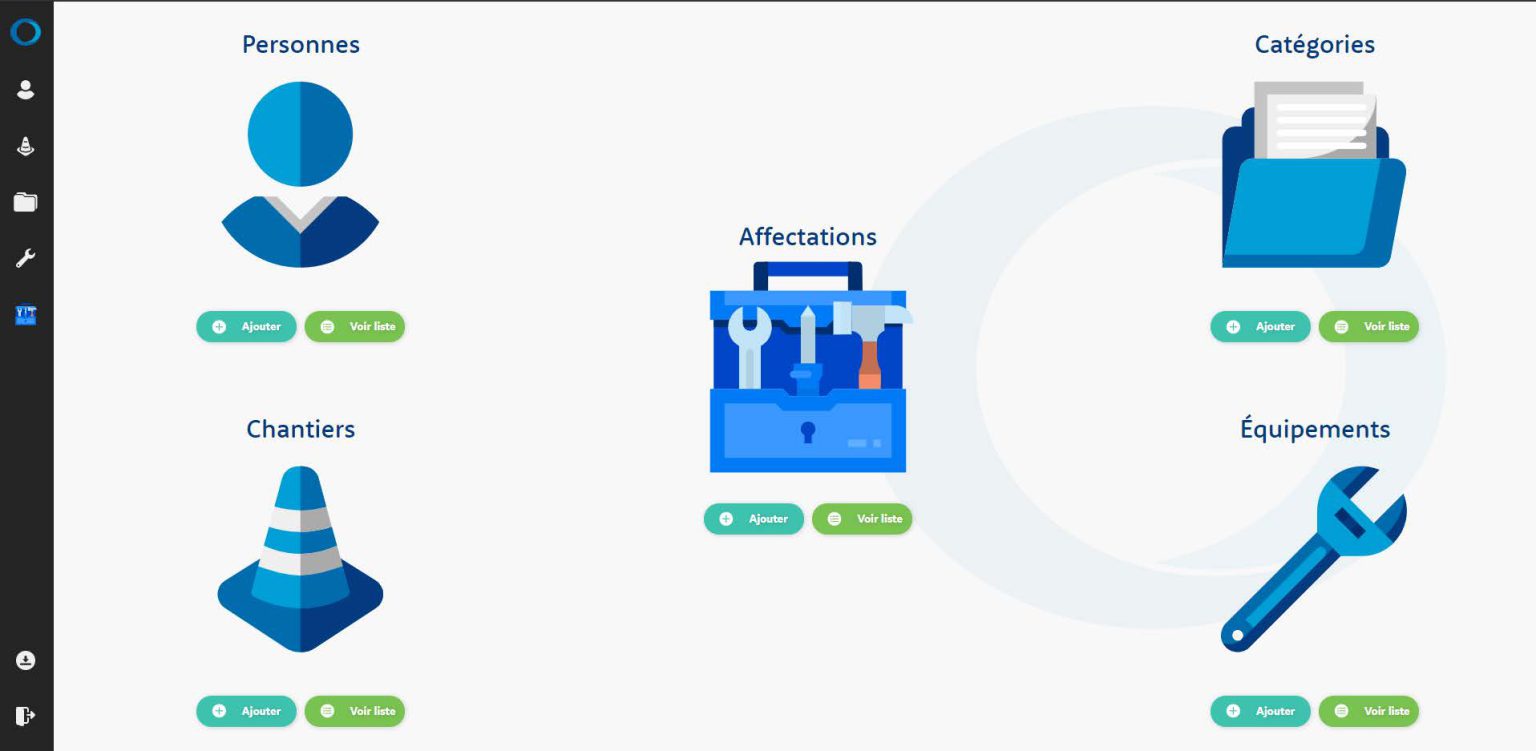 Personnes
Ajouter
Voir liste
Chantiers
Ajouter
Voir liste
Affectations
Ajouter
Voir liste
Catégories
Ajouter
Voir liste
Équipements
Ajouter
Voir liste